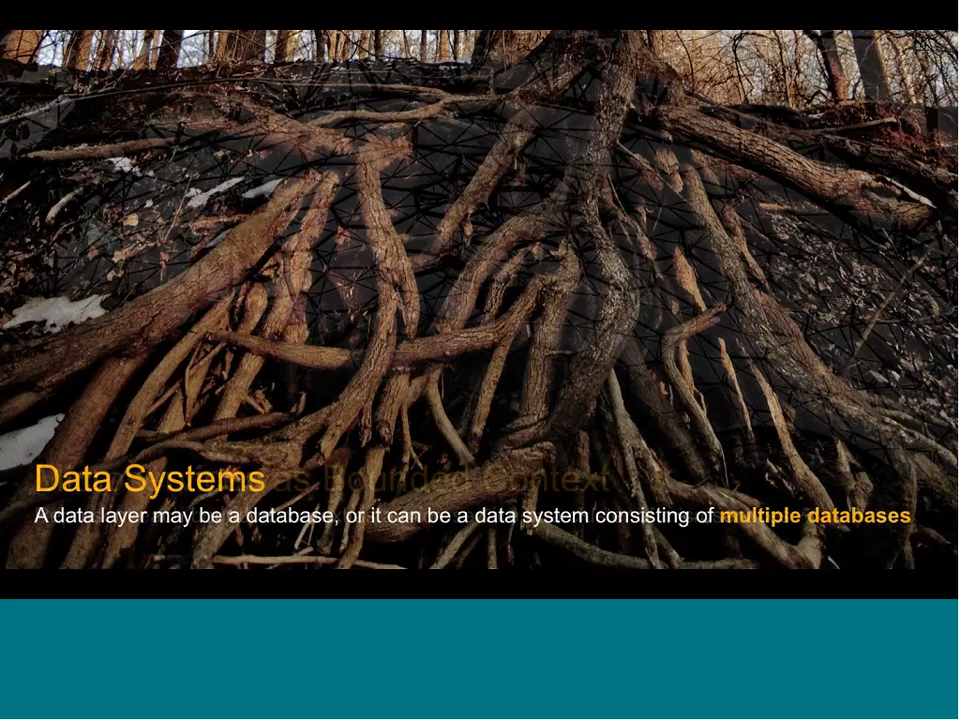 Data Systems as Bounded Context
A data layer may be a database, or it can be a data system consisting of multiple databases